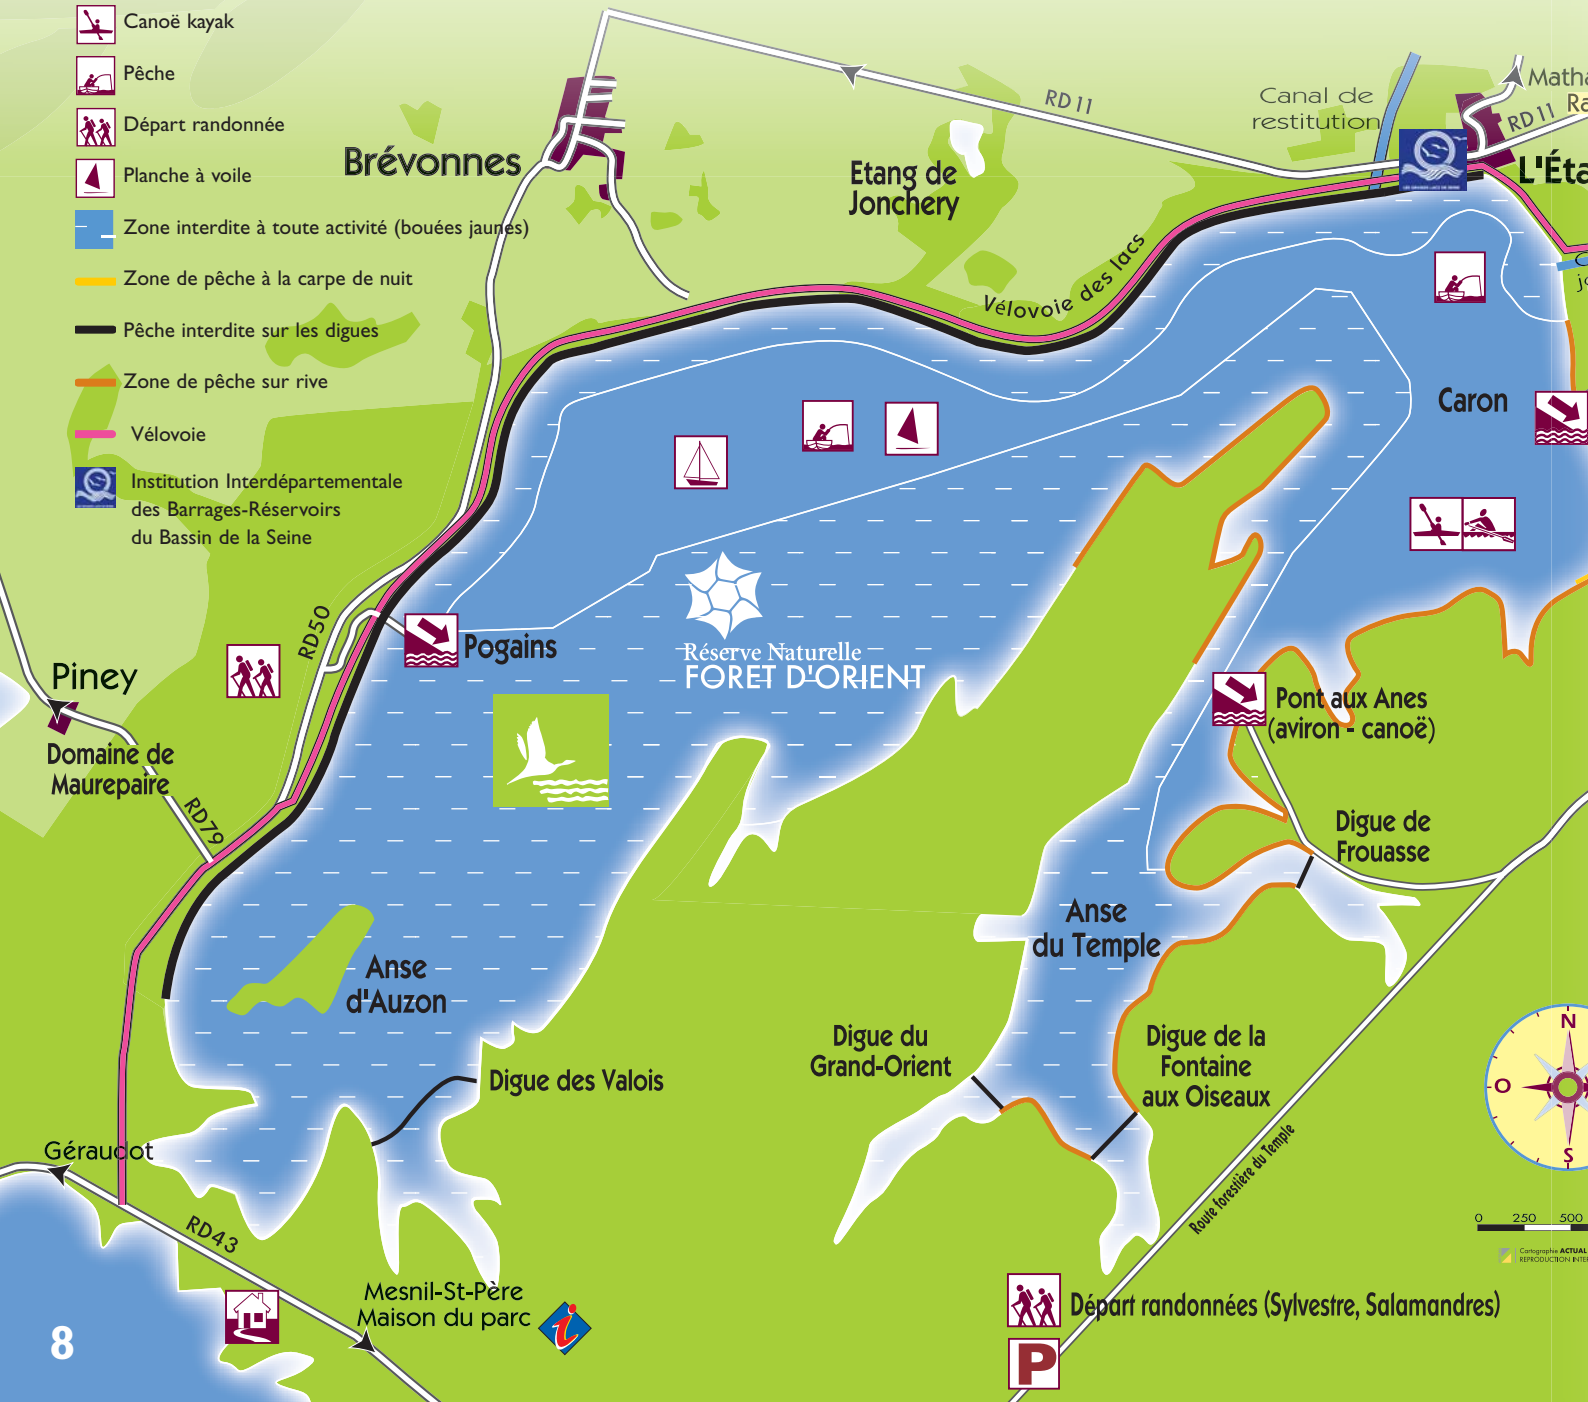 Canoë kayak
Pêche
Départ randonnée
Planche à voile
Zone interdite à toute activité (bouées jaunes)
Zone de pêche à la carpe de nuit
Pêche interdite sur les digues
Zone de pêche sur rive
Vélovoie
Institution Interdépartementale
des Barrages-Réservoirs
du Bassin de la Seine
Brévonnes
RD11
Canal de
restitution
RD11
Etang de
Jonchery
Vélovoie des lacs
Caron
RD50
Pogains
Réserve Naturelle
FORET D'ORIENT
Piney
Domaine de
Maurepaire
RD79
Pont aux Anes
(aviron - canoë)
Digue de
Frouasse
Anse
du Temple
Anse
d'Auzon
Digue du
Grand-Orient
Digue de la
Fontaine
aux Oiseaux
Digue des Valois
N
O
S
Géraudot
RD43
Route forestière du Temple
0 250 500
Cartographie ACTUAL
Mesnil-St-Père
Maison du parc
i
Départ randonnées (Sylvestre, Salamandres)
P
8